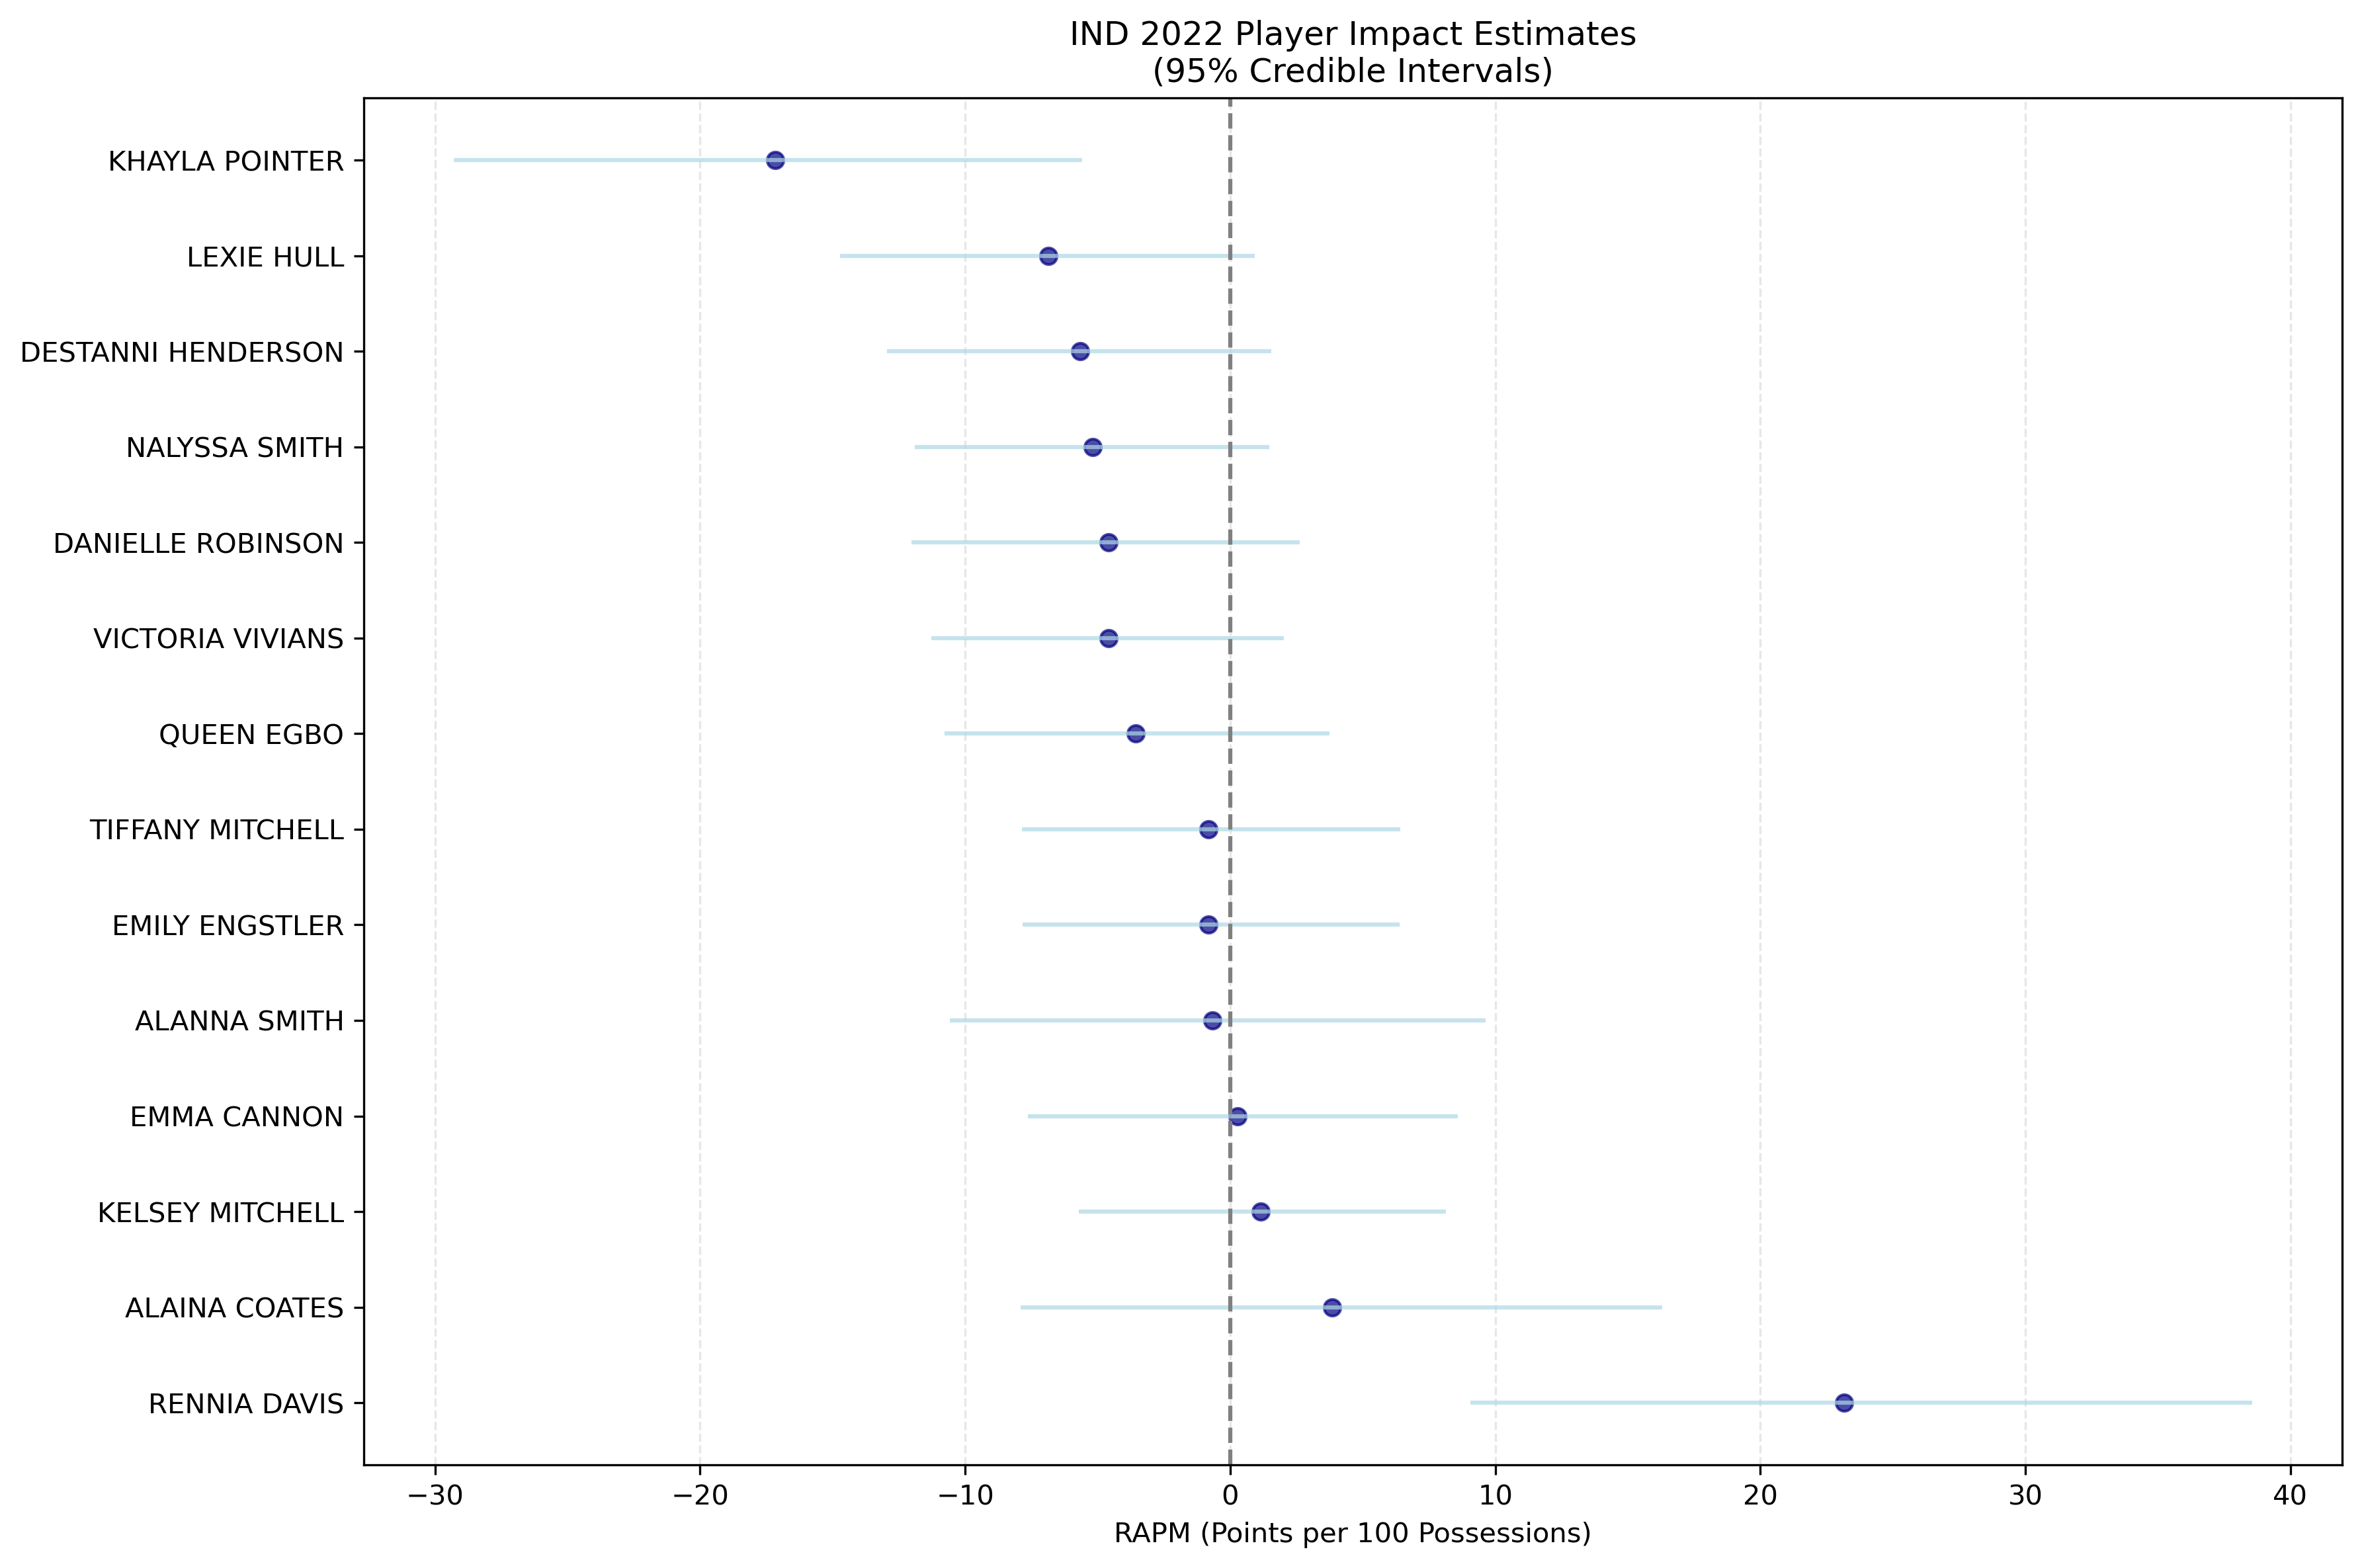 IND 2022 Player Impact Estimates
(95% Credible Intervals)
KHAYLA POINTER
LEXIE HULL
DESTANNI HENDERSON
NALYSSA SMITH
DANIELLE ROBINSON
VICTORIA VIVIANS
QUEEN EGBO
TIFFANY MITCHELL
EMILY ENGSTLER
ALANNA SMITH
EMMA CANNON
KELSEY MITCHELL
ALAINA COATES
RENNIA DAVIS
−30 −20 −10 0 10 20 30 40
RAPM (Points per 100 Possessions)